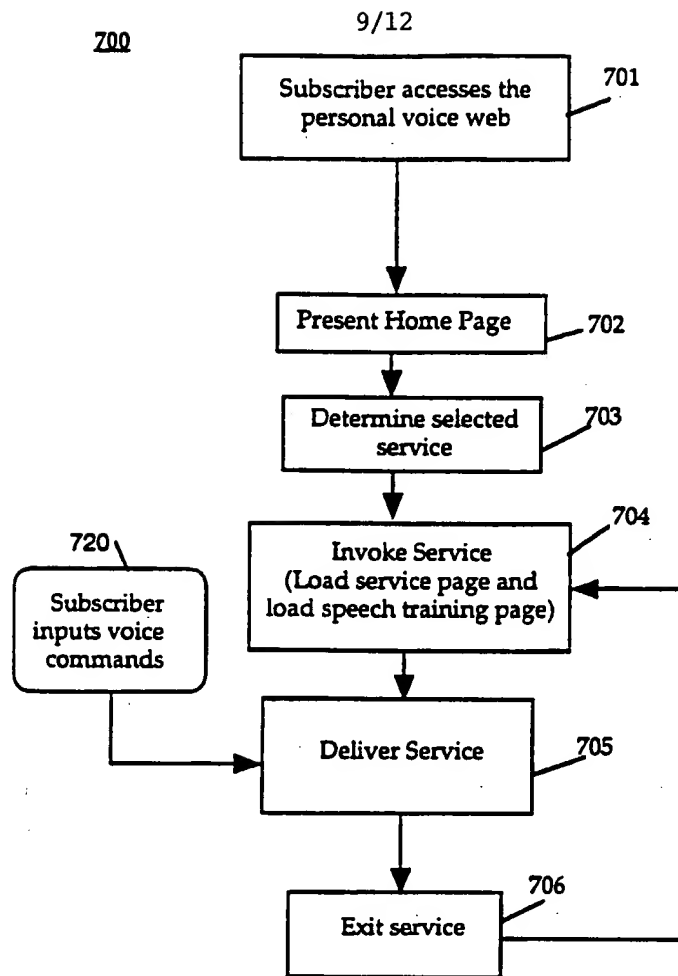 9/12
700
Subscriber accesses the
personal voice web
701
Present Home Page
702
Determine selected
service
703
704
Invoke Service
(Load service page and
load speech training page)
720
Subscriber
inputs voice
commands
Deliver Service
705
706
Exit service